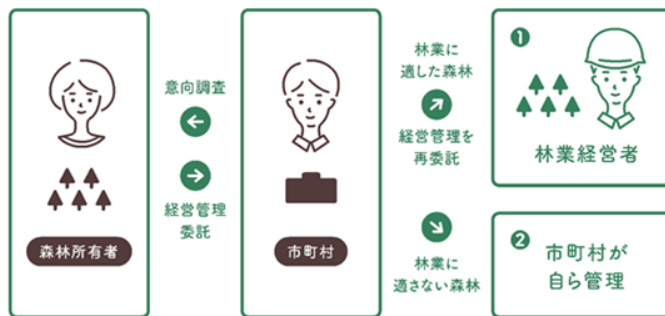 森林所有者
意向調査
経営管理
委託
市町村
林業に
適した森林
経営管理を
再委託
林業に
適さない森林
1
林業経営者
2
市町村が
自ら管理